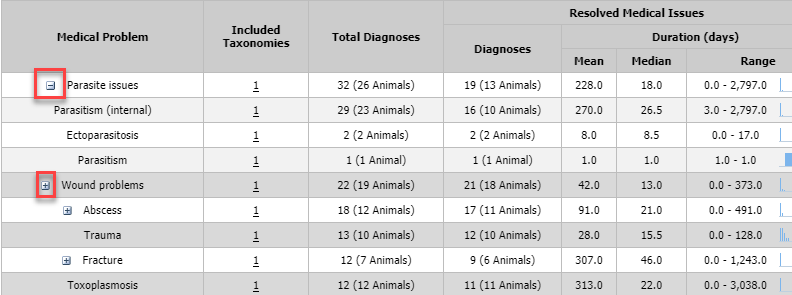 Medical Problem Included Taxonomies Total Diagnoses Resolved Medical Issues
Diagnoses Duration (days)
Mean Median Range
Parasite issues 1 32 (26 Animals) 19 (13 Animals) 228.0 18.0 0.0 - 2,797.0
Parasitism (internal) 1 29 (23 Animals) 16 (10 Animals) 270.0 26.5 3.0 - 2,797.0
Ectoparasitosis 1 2 (2 Animals) 2 (2 Animals) 8.0 8.5 0.0 - 17.0
Parasitism 1 1 (1 Animal) 1 (1 Animal) 1.0 1.0 1.0 - 1.0
Wound problems 1 22 (19 Animals) 21 (18 Animals) 42.0 13.0 0.0 - 373.0
Abscess 1 18 (12 Animals) 17 (11 Animals) 91.0 21.0 0.0 - 491.0
Trauma 1 13 (10 Animals) 12 (10 Animals) 28.0 15.5 0.0 - 128.0
Fracture 1 12 (7 Animals) 9 (6 Animals) 307.0 46.0 0.0 - 1,243.0
Toxoplasmosis 1 12 (12 Animals) 11 (11 Animals) 313.0 22.0 0.0 - 3,038.0